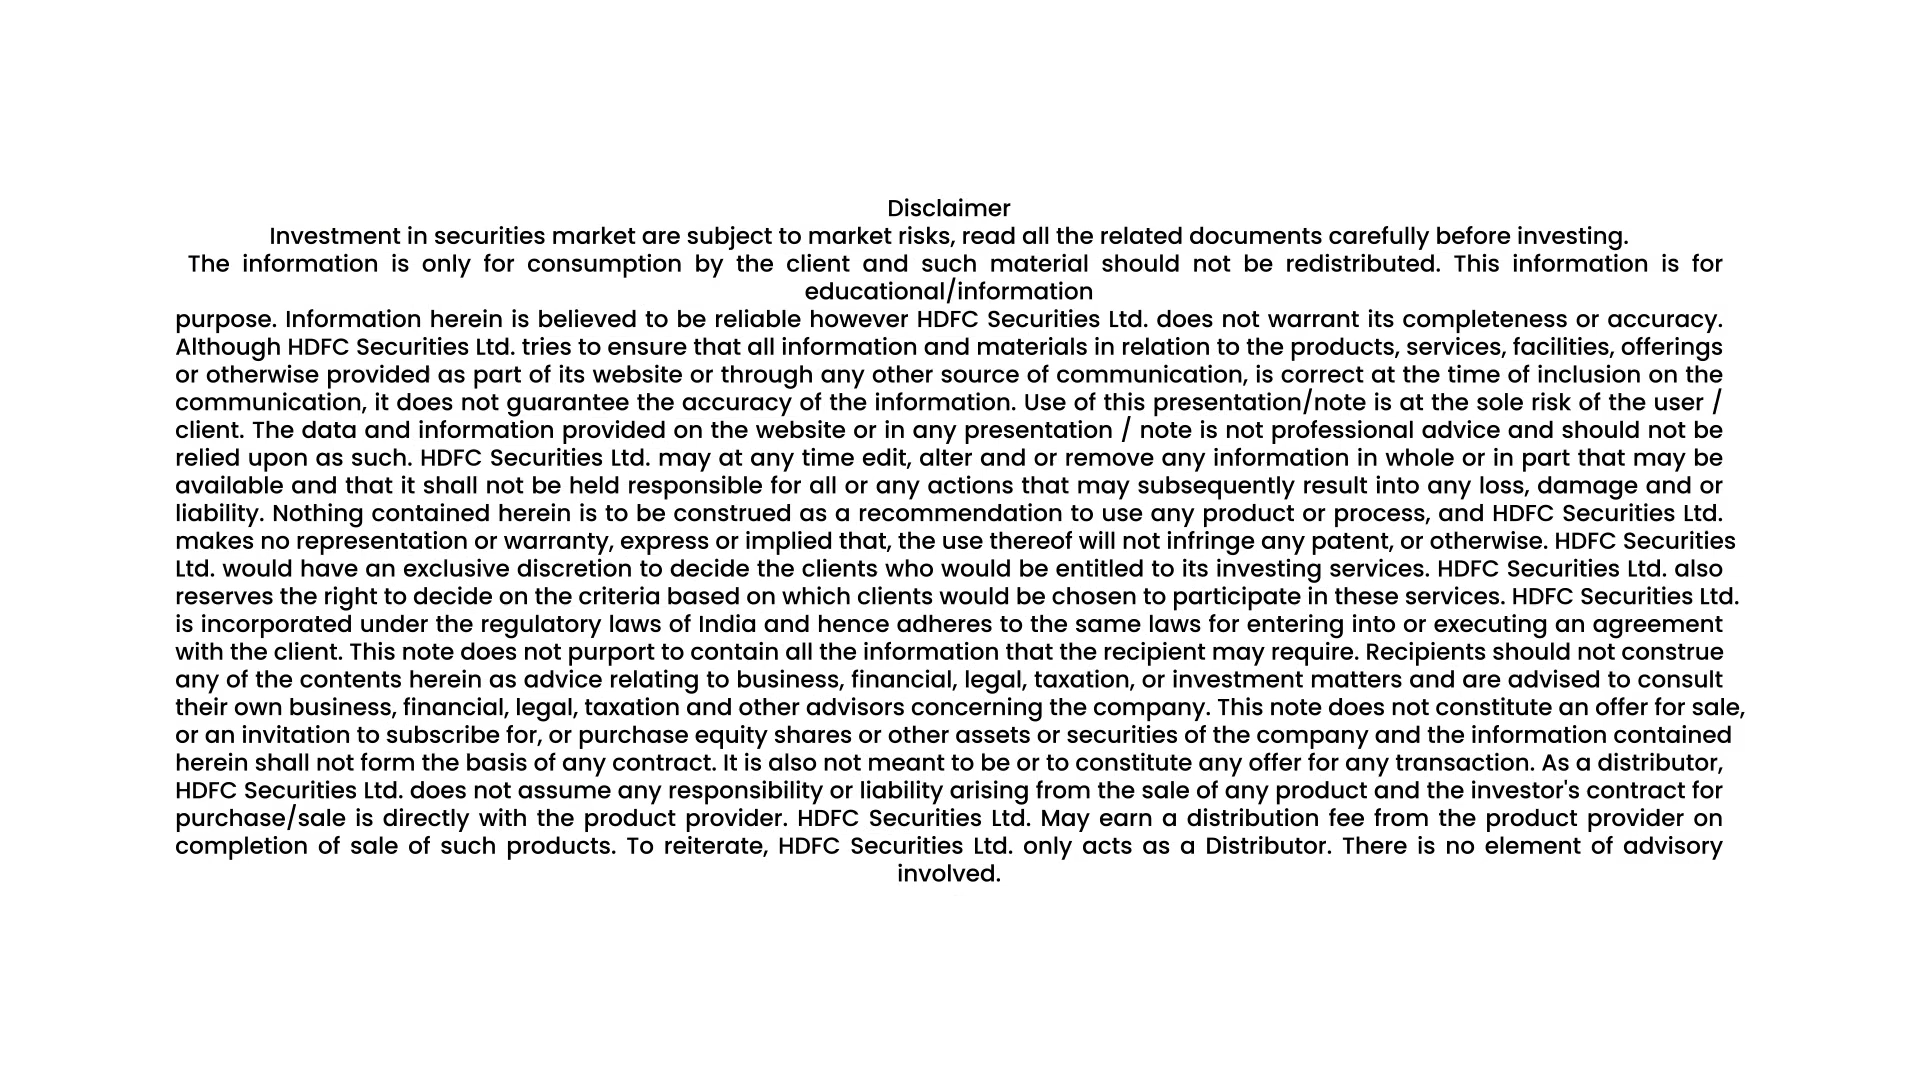 Disclaimer
Investment in securities market are subject to market risks, read all the related documents carefully before investing.
The information is only for consumption by the client and such material should not be redistributed. This information is for
educational/information
purpose. Information herein is believed to be reliable however HDFC Securities Ltd. does not warrant its completeness or accuracy.
Although HDFC Securities Ltd. tries to ensure that all information and materials in relation to the products, services, facilities, offerings
or otherwise provided as part of its website or through any other source of communication, is correct at the time of inclusion on the
communication, it does not guarantee the accuracy of the information. Use of this presentation/note is at the sole risk of the user /
client. The data and information provided on the website or in any presentation / note is not professional advice and should not be
relied upon as such. HDFC Securities Ltd. may at any time edit, alter and or remove any information in whole or in part that may be
available and that it shall not be held responsible for all or any actions that may subsequently result into any loss, damage and or
liability. Nothing contained herein is to be construed as a recommendation to use any product or process, and HDFC Securities Ltd.
makes no representation or warranty, express or implied that, the use thereof will not infringe any patent, or otherwise. HDFC Securities
Ltd. would have an exclusive discretion to decide the clients who would be entitled to its investing services. HDFC Securities Ltd. also
reserves the right to decide on the criteria based on which clients would be chosen to participate in these services. HDFC Securities Ltd.
is incorporated under the regulatory laws of India and hence adheres to the same laws for entering into or executing an agreement
with the client. This note does not purport to contain all the information that the recipient may require. Recipients should not construe
any of the contents herein as advice relating to business, financial, legal, taxation, or investment matters and are advised to consult
their own business, financial, legal, taxation and other advisors concerning the company. This note does not constitute an offer for sale,
or an invitation to subscribe for, or purchase equity shares or other assets or securities of the company and the information contained
herein shall not form the basis of any contract. It is also not meant to be or to constitute any offer for any transaction. As a distributor,
HDFC Securities Ltd. does not assume any responsibility or liability arising from the sale of any product and the investor's contract for
purchase/sale is directly with the product provider. HDFC Securities Ltd. May earn a distribution fee from the product provider on
completion of sale of such products. To reiterate, HDFC Securities Ltd. only acts as a Distributor. There is no element of advisory
involved.